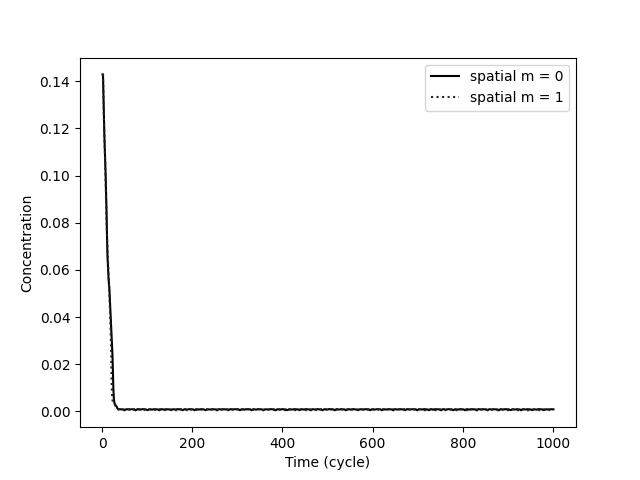 spatial m = 0
spatial m = 1
0.14
0.12
0.10
0.08
0.06
0.04
0.02
0.00
Concentration
0 200 400 600 800 1000
Time (cycle)